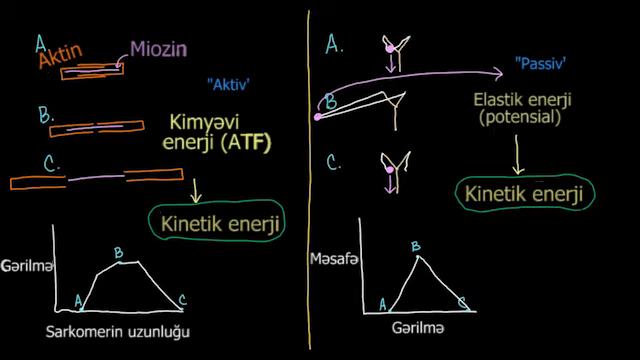 A.
Aktin
Miozin
"Aktiv'
B.
Kimyəvi
enerji (ATF)
C.
Kinetik enerji
Gərilmə
A
B
C
Sarkomerin uzunluğu
A.
"Passiv'
B
Elastik enerji
(potensial)
C.
Kinetik enerji
Məsafə
A
B
C
Gərilmə